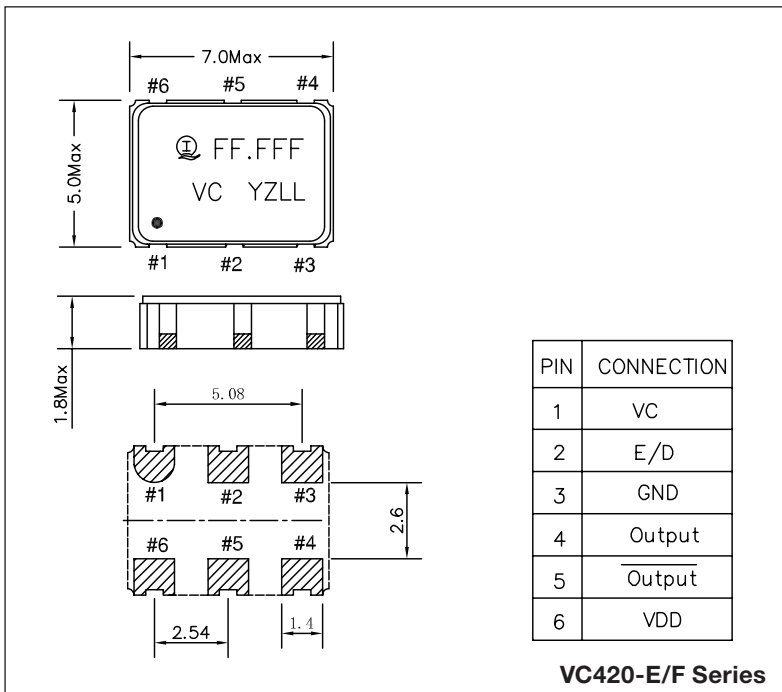 7.0Max
#6 #5 #4
5.0Max
I FF.FFF
VC YZLL
#1 #2 #3
1.8Max
5.08
#1 #2 #3
2.6
#6 #5 #4
2.54
1.4
PIN CONNECTION
1 VC
2 E/D
3 GND
4 Output
5 Output
6 VDD
VC420-E/F Series